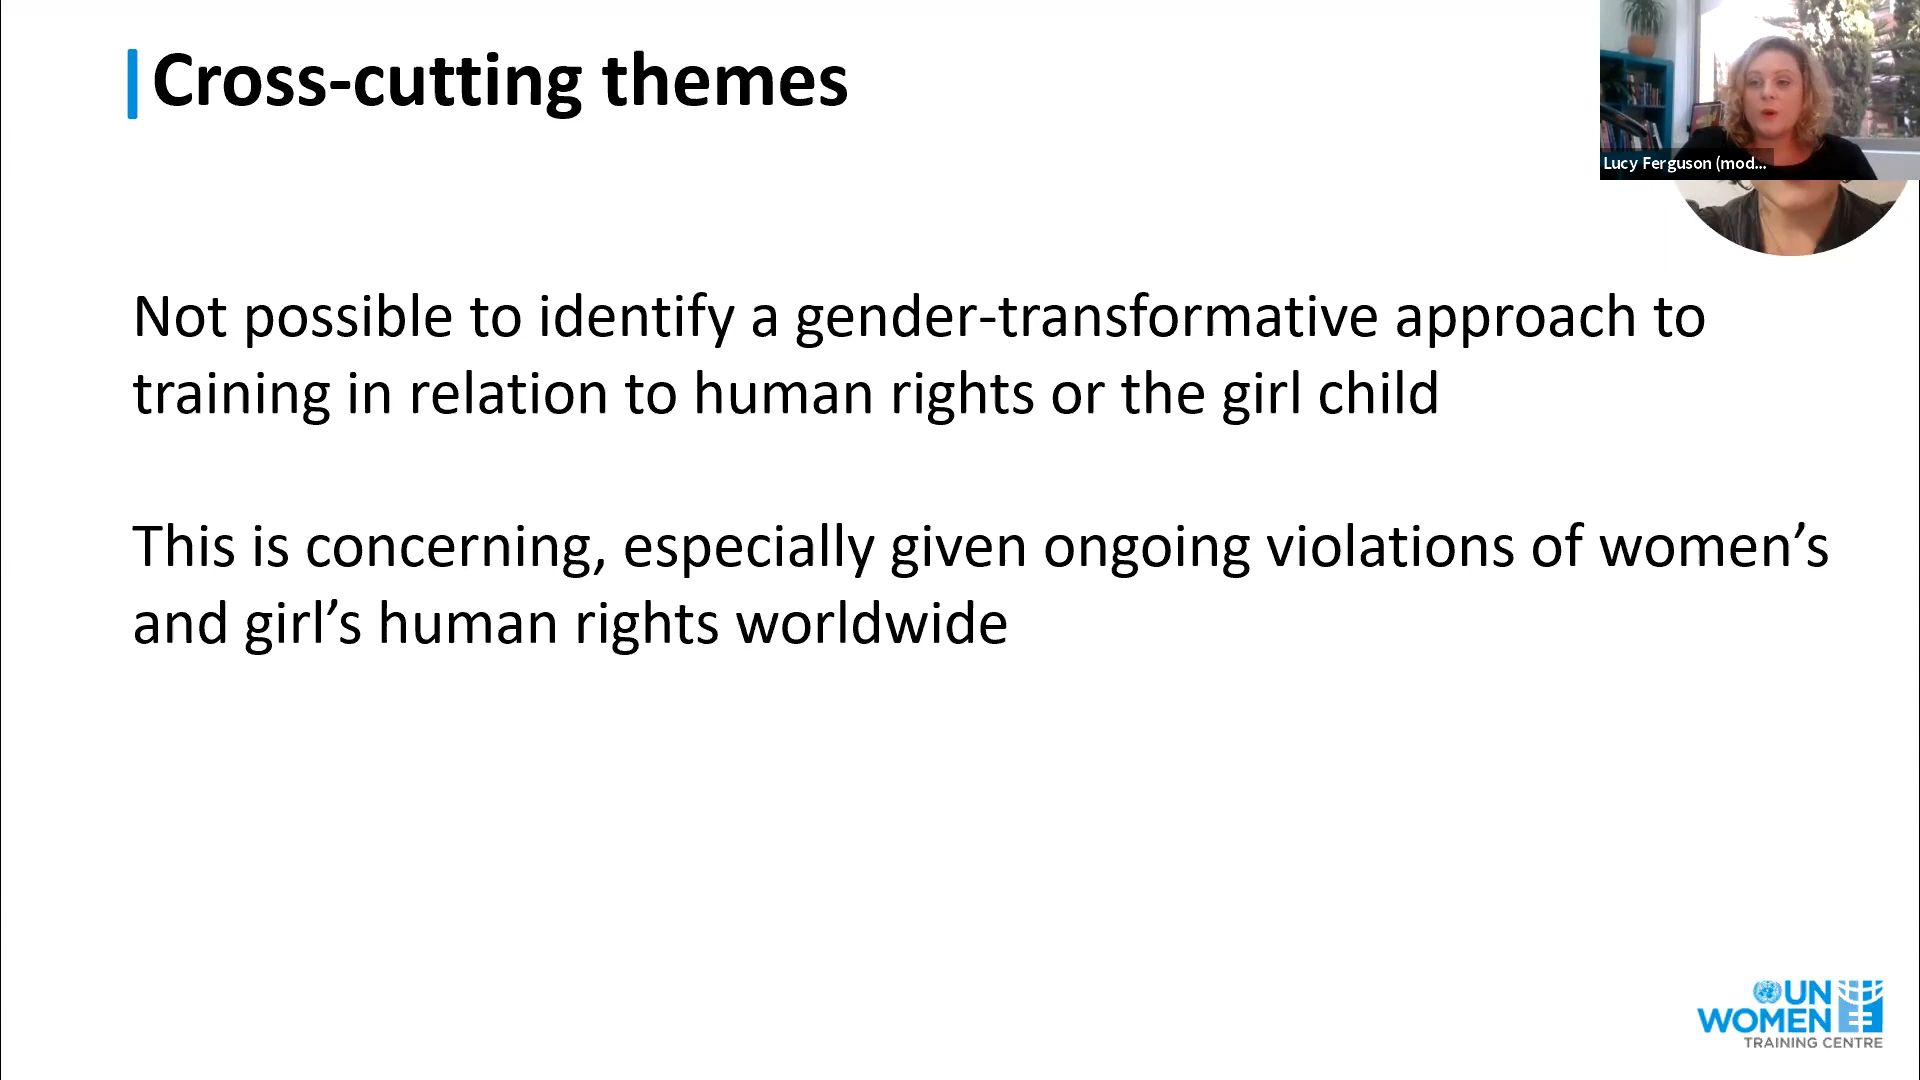 Cross-cutting themes
Lucy Ferguson (mod...
Not possible to identify a gender-transformative approach to
training in relation to human rights or the girl child
This is concerning, especially given ongoing violations of women’s
and girl’s human rights worldwide
UN
WOMEN
TRAINING CENTRE